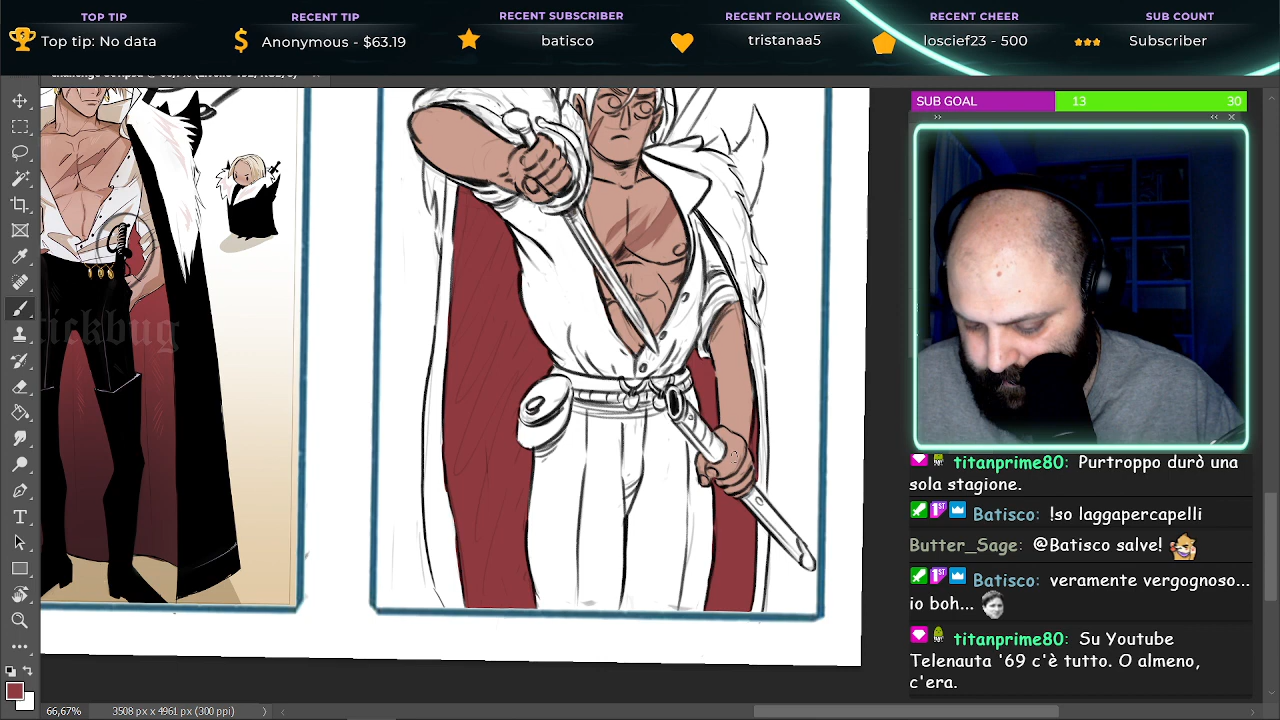 TOP TIP
Top tip: No data
RECENT TIP
Anonymous - $63.19
RECENT SUBSCRIBER
batisco
RECENT FOLLOWER
tristanaa5
RECENT CHEER
loscief23 - 500
SUB COUNT
Subscriber
SUB GOAL 13 30
tickbug
titanprime80: Purtroppo durò una
sola stagione.
Batisco: !so laggapercapelli
Butter_Sage: @Batisco salve!
Batisco: veramente vergognoso...
io boh...
titanprime80: Su Youtube
Telenauta '69 c'è tutto. O almeno,
c'era.
66,67% 3508 px x 4961 px (300 ppi)